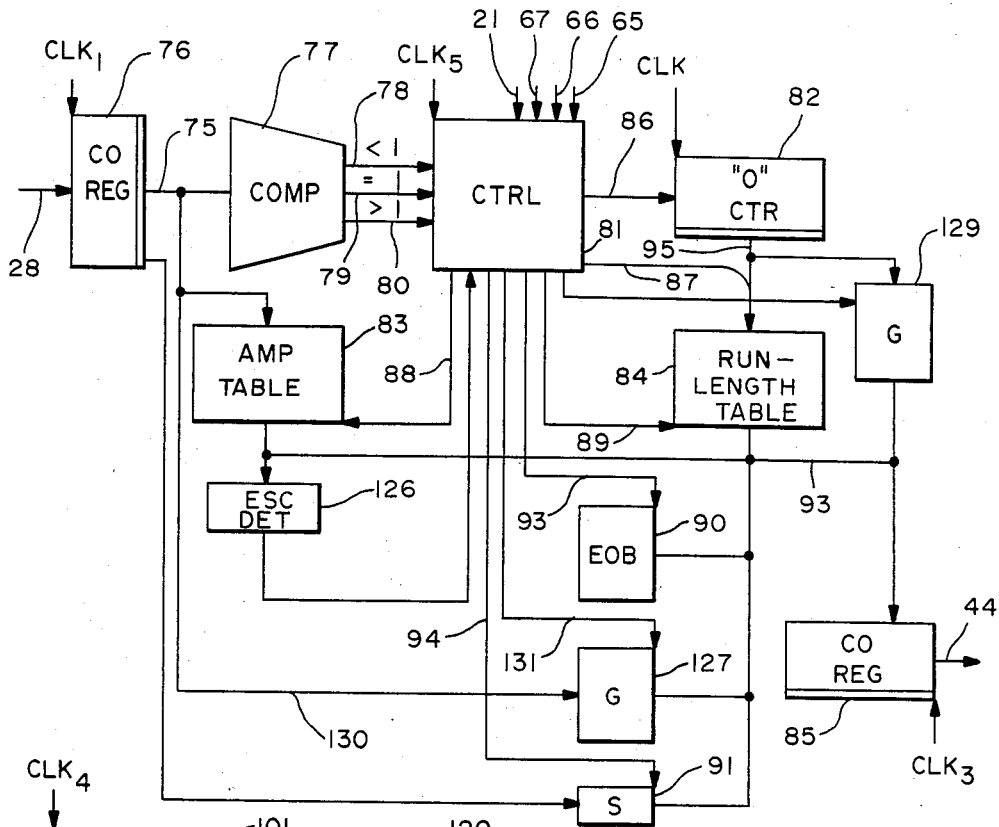 21 67 66 65
CLK1 76 77 CLK5 CLK
78 82
75 < 1 86
CO REG = 1 "0" CTR
COMP CTRL
> 1 81 95 129
28 79 80 87
83 G
AMP TABLE 88 84 RUN-
LENGTH
TABLE
89
ESC DET 126 93 93
90
EOB
94 44
131 127 CO REG
G
130 85
CLK4 91 CLK3
S